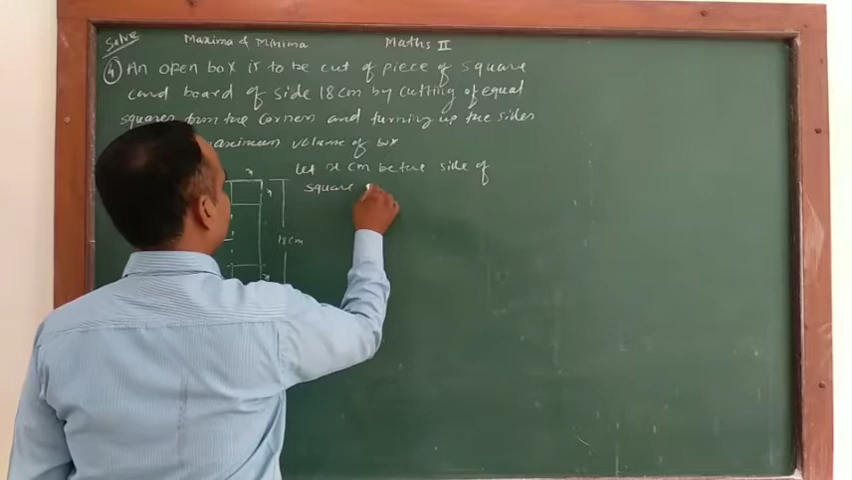 Solve Maxima & Minima Maths II
(4) An open box is to be cut of piece of square
card board of side 18 cm by cutting of equal
squares from the corners and turning up the sides
maximum volume of box
let x cm be the side of
square
x
x
18 cm
x